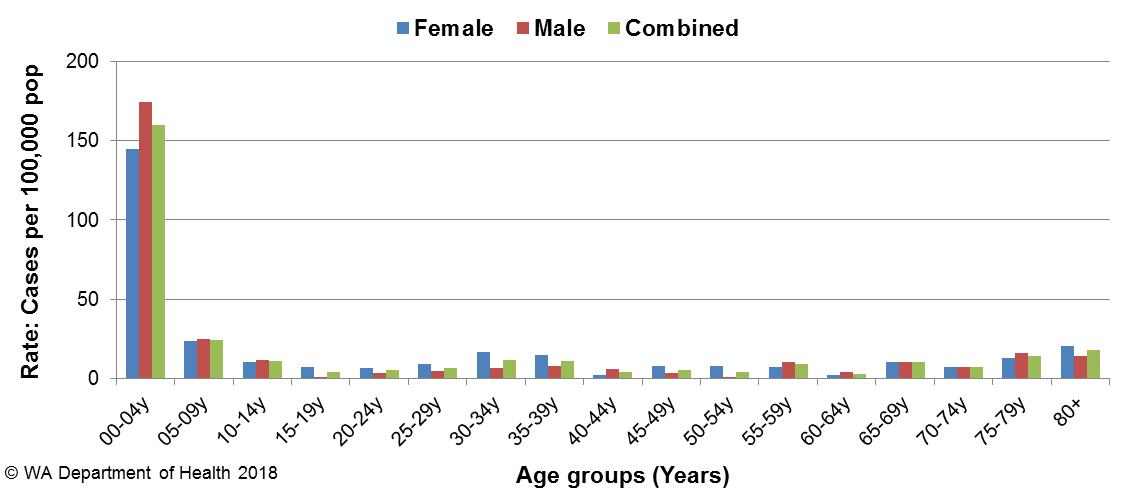 Female Male Combined
Rate: Cases per 100,000 pop
200
150
100
50
0
00-04y 05-09y 10-14y 15-19y 20-24y 25-29y 30-34y 35-39y 40-44y 45-49y 50-54y 55-59y 60-64y 65-69y 70-74y 75-79y 80+
© WA Department of Health 2018
Age groups (Years)